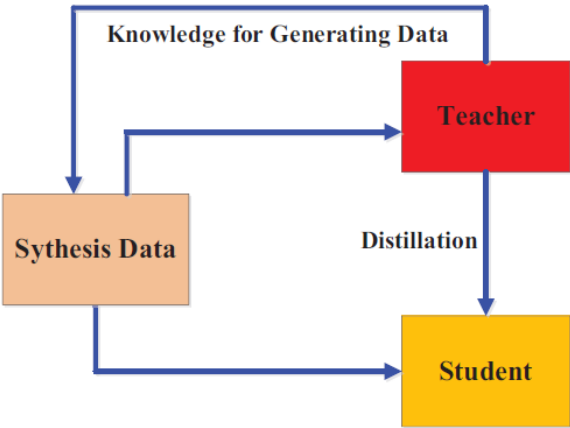 Knowledge for Generating Data
Teacher
Sythesis Data
Distillation
Student